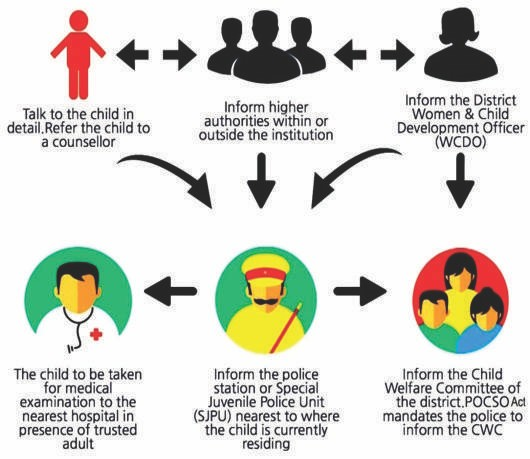 Talk to the child in
detail.Refer the child to
a counsellor
Inform higher
authorities within or
outside the institution
Inform the District
Women & Child
Development Officer
(WCDO)
The child to be taken
for medical
examination to the
nearest hospital in
presence of trusted
adult
Inform the police
station or Special
Juvenile Police Unit
(SJPU) nearest to where
the child is currently
residing
Inform the Child
Welfare Committee of
the district.POCSO Act
mandates the police to
inform the CWC